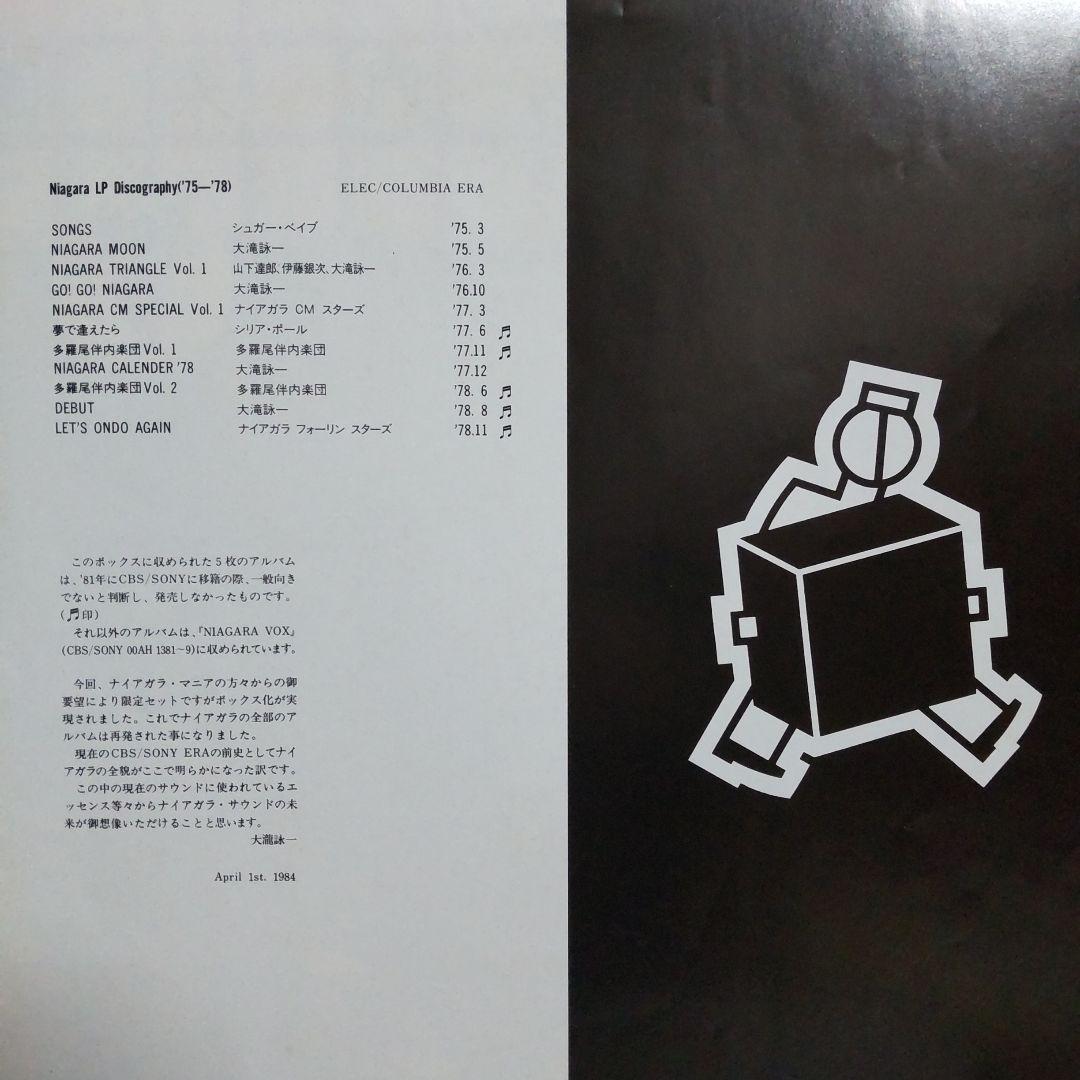 Niagara LP Discography('75—'78) ELEC/COLUMBIA ERA
SONGS シュガー・ベイブ '75. 3
NIAGARA MOON 大滝詠一 '75. 5
NIAGARA TRIANGLE Vol. 1 山下達郎、伊藤銀次、大滝詠一 '76. 3
GO! GO! NIAGARA 大滝詠一 '76.10
NIAGARA CM SPECIAL Vol. 1 ナイアガラ CM スターズ '77. 3
夢で逢えたら シリア・ポール '77. 6 ♬
多羅尾伴内楽団 Vol. 1 多羅尾伴内楽団 '77.11 ♬
NIAGARA CALENDER '78 大滝詠一 '77.12
多羅尾伴内楽団 Vol. 2 多羅尾伴内楽団 '78. 6 ♬
DEBUT 大滝詠一 '78. 8 ♬
LET'S ONDO AGAIN ナイアガラ フォーリン スターズ '78.11 ♬
このボックスに収められた5枚のアルバム
は、'81年にCBS/SONYに移籍の際、一般向き
でないと判断し、発売しなかったものです。
(♬印)
それ以外のアルバムは、『NIAGARA VOX』
(CBS/SONY 00AH 1381~9)に収められています。
今回、ナイアガラ・マニアの方々からの御
要望により限定セットですがボックス化が実
現されました。これでナイアガラの全部のア
ルバムは再発された事になりました。
現在のCBS/SONY ERAの前史としてナイ
アガラの全貌がここで明らかになった訳です。
この中の現在のサウンドに使われているエ
ッセンス等々からナイアガラ・サウンドの未
来が御想像いただけることと思います。
大瀧詠一
April 1st. 1984